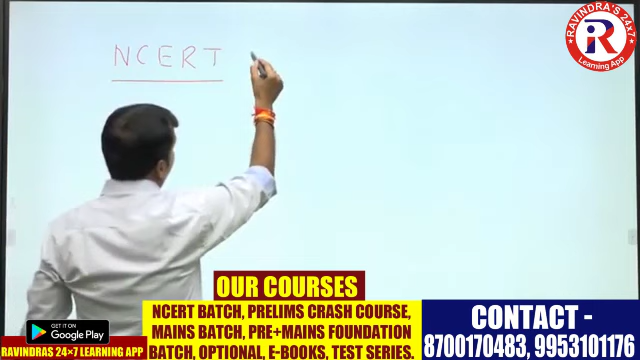 NCERT
RAVINDRA'S 24x7
iR
Learning App
OUR COURSES
NCERT BATCH, PRELIMS CRASH COURSE,
MAINS BATCH, PRE+MAINS FOUNDATION
BATCH, OPTIONAL, E-BOOKS, TEST SERIES.
GET IT ON
Google Play
RAVINDRAS 24×7 LEARNING APP
CONTACT -
8700170483, 9953101176